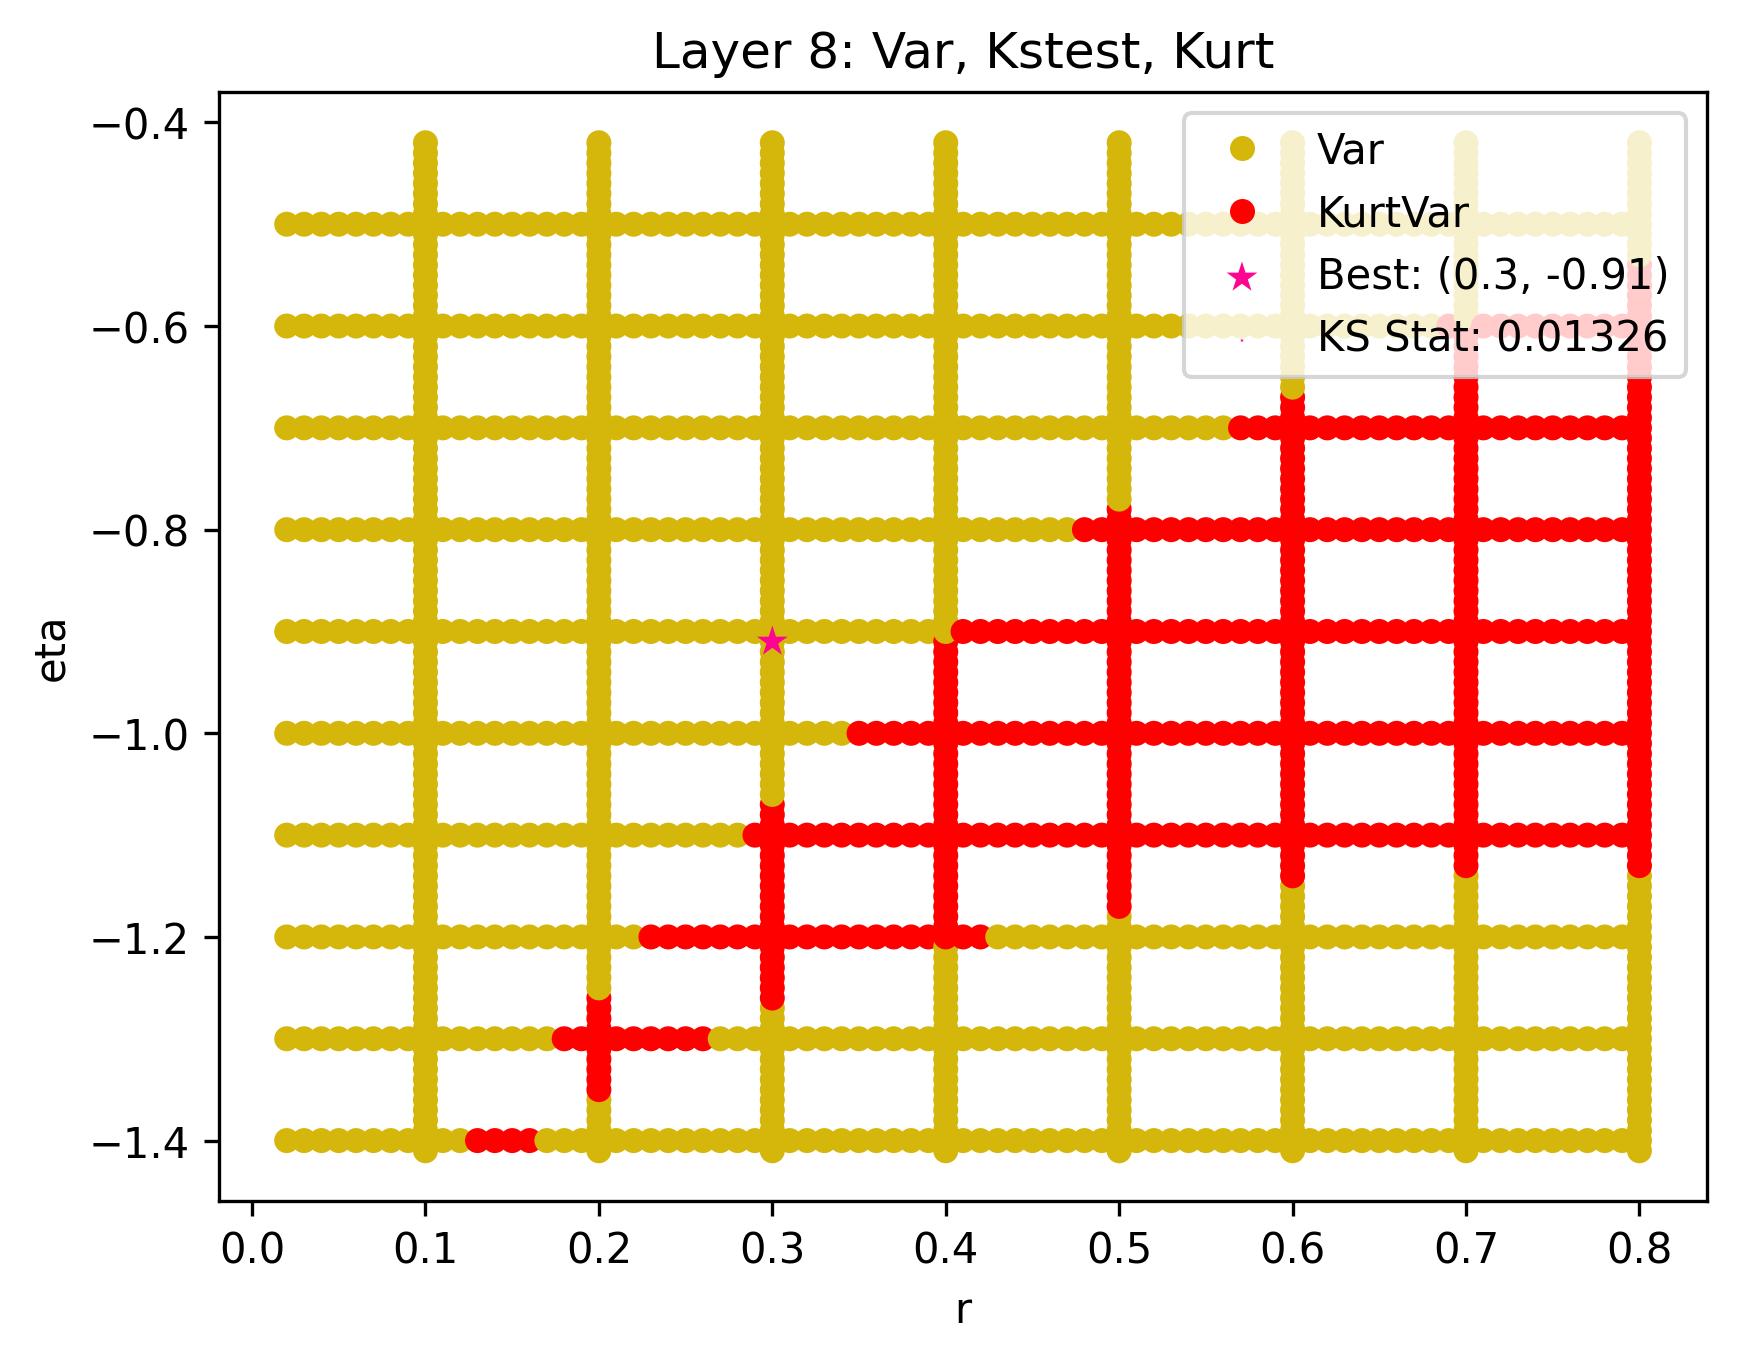 Layer 8: Var, Kstest, Kurt
Var
KurtVar
Best: (0.3, -0.91)
KS Stat: 0.01326
−0.4
−0.6
−0.8
−1.0
−1.2
−1.4
eta
0.0 0.1 0.2 0.3 0.4 0.5 0.6 0.7 0.8
r